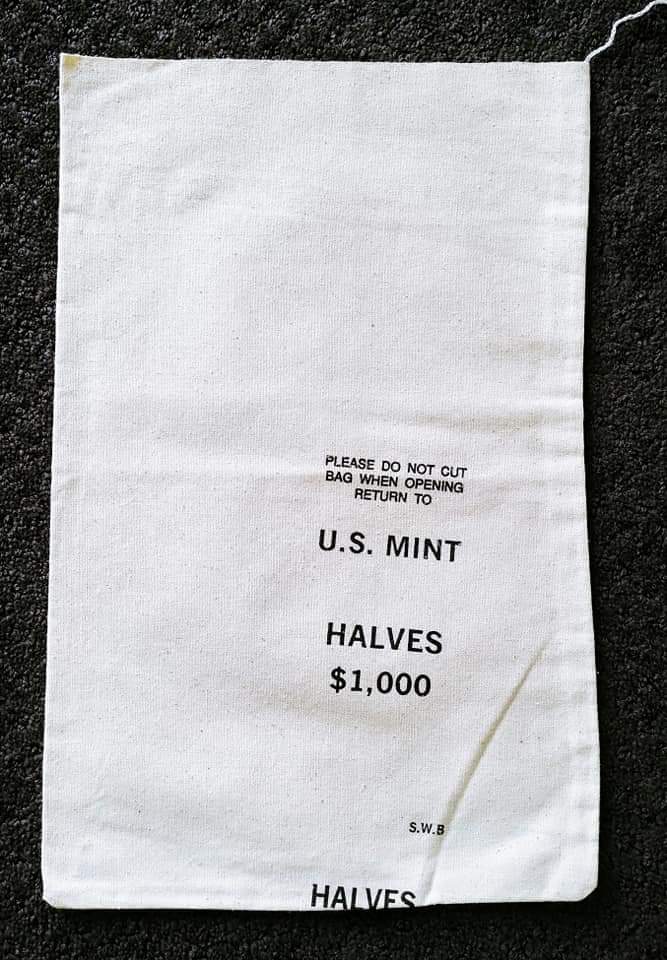 PLEASE DO NOT CUT
BAG WHEN OPENING
RETURN TO
U.S. MINT
HALVES
$1,000
S.W.B
HALVES